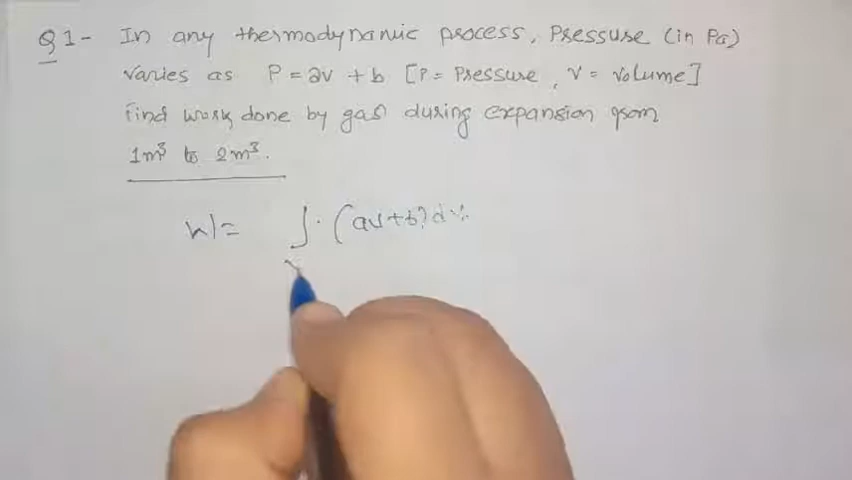 Q1- In any thermodynamic process, Pressure (in Pa)
varies as P = av + b [P = Pressure, V = Volume]
Find work done by gas during expansion from
1m³ to 2m³.
W = ∫ (av+b) dv